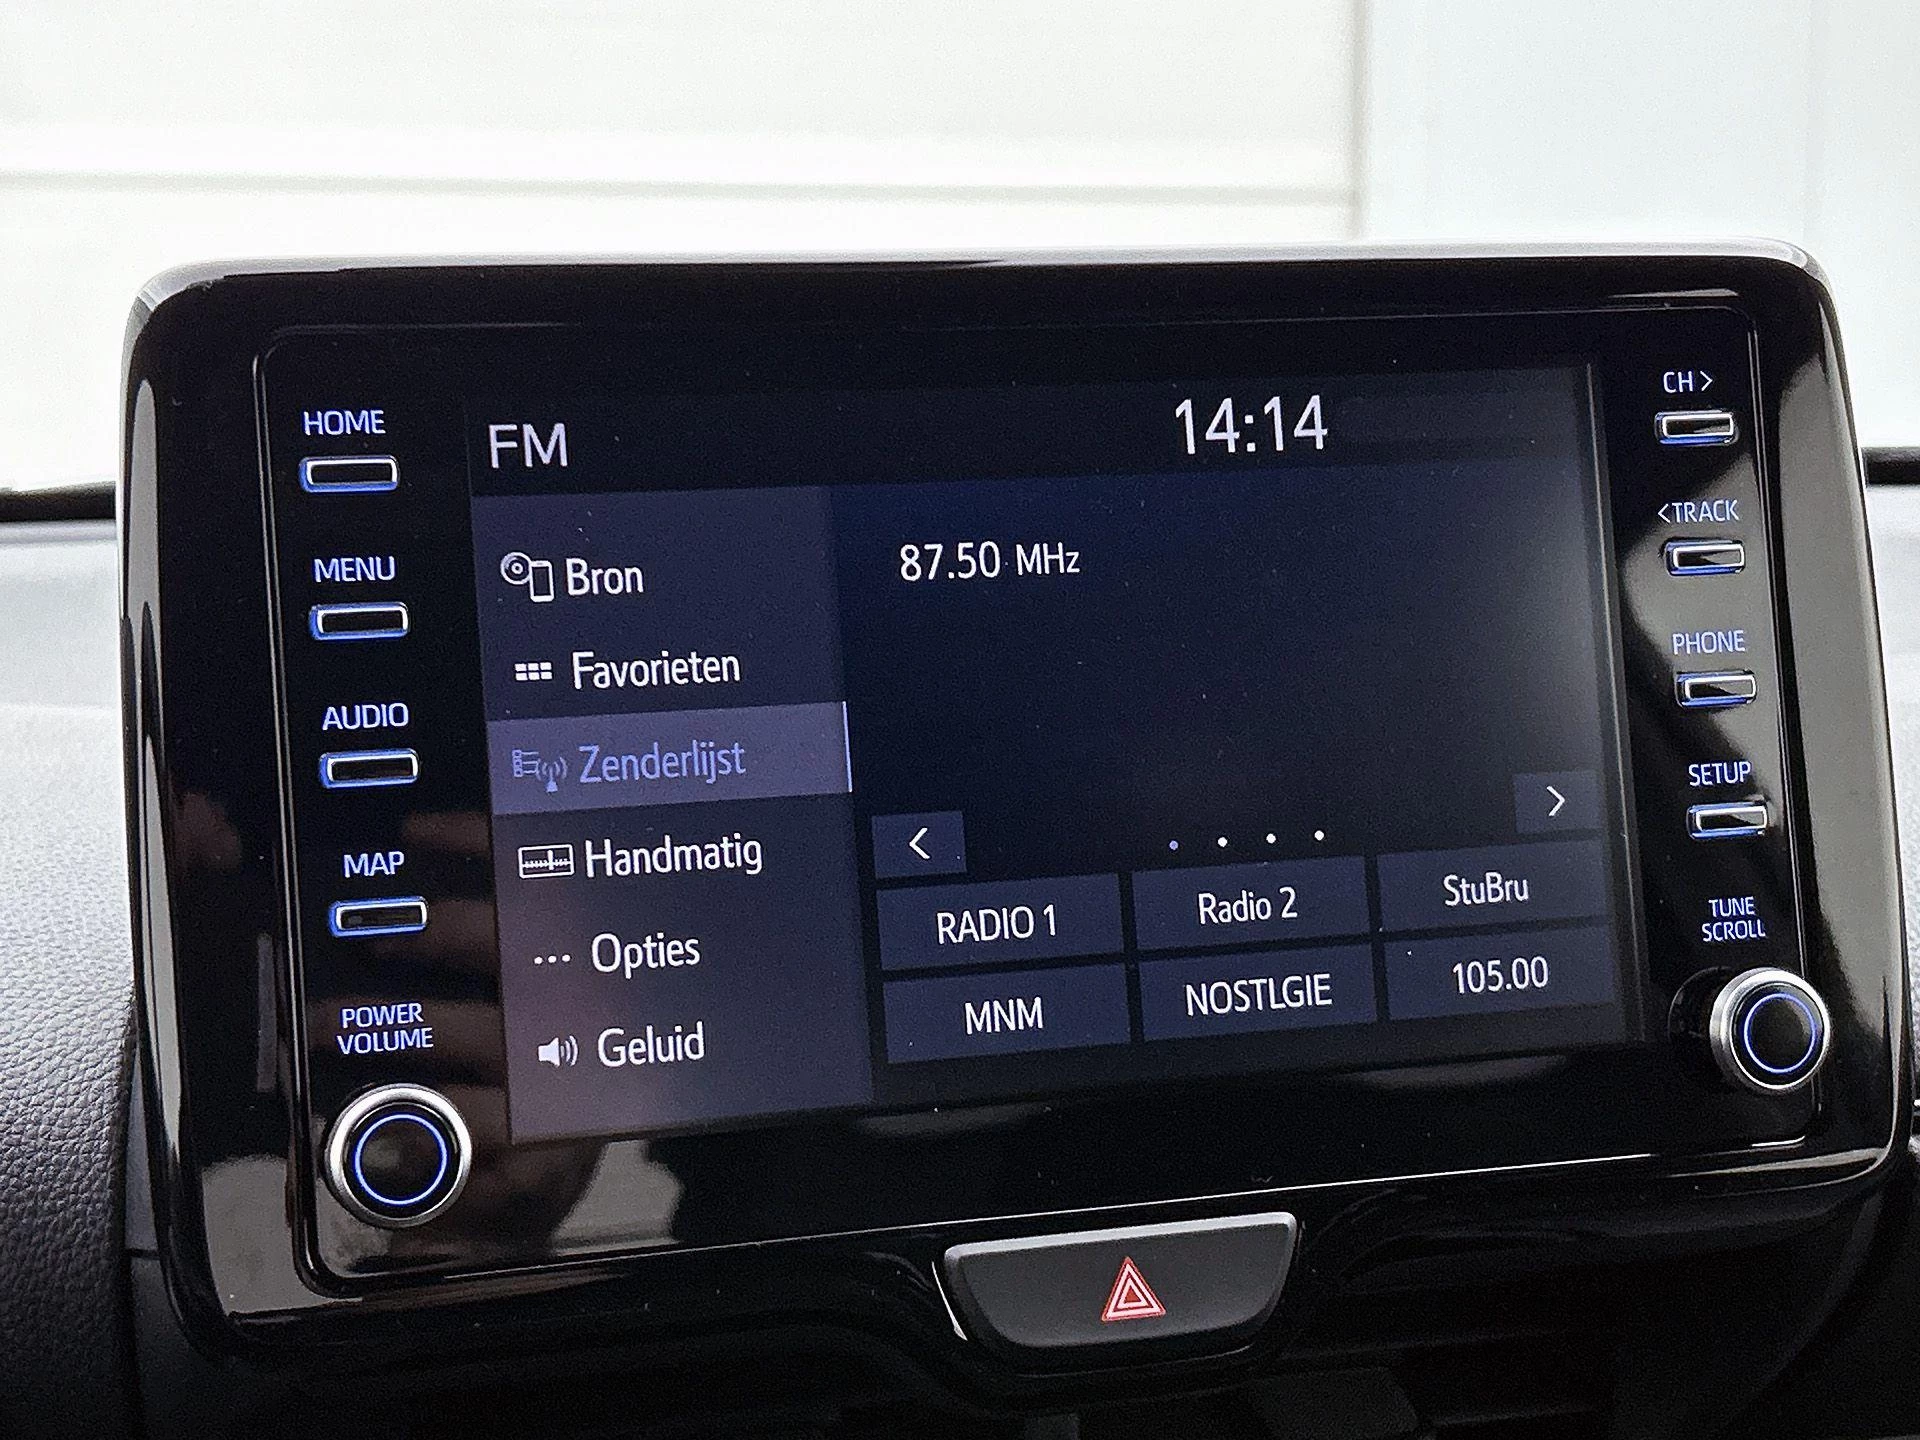 HOME
MENU
AUDIO
MAP
POWER
VOLUME
FM
14:14
Bron
Favorieten
Zenderlijst
Handmatig
... Opties
Geluid
87.50 MHz
<
>
RADIO 1
Radio 2
StuBru
MNM
NOSTLGIE
105.00
CH>
<TRACK
PHONE
SETUP
TUNE
SCROLL